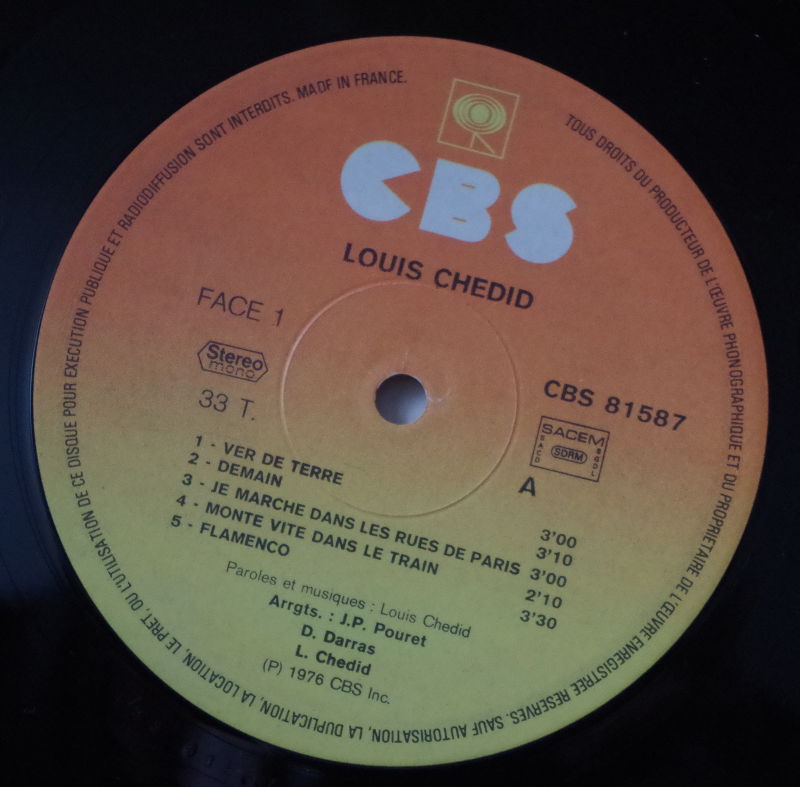 TOUS DROITS DU PRODUCTEUR DE L'ŒUVRE PHONOGRAPHIQUE ET DU PROPRIETAIRE DE L'ŒUVRE ENREGISTREE RESERVES. SAUF AUTORISATION, LA DUPLICATION, LA LOCATION, LE PRET, OU L'UTILISATION DE CE DISQUE POUR EXECUTION PUBLIQUE ET RADIODIFFUSION SONT INTERDITS. MADE IN FRANCE.
CBS
LOUIS CHEDID
FACE 1
Stereo
mono
33 T.
CBS 81587
SACEM
SACD
SDRM
SGDL
A
1 - VER DE TERRE 3'00
2 - DEMAIN 3'10
3 - JE MARCHE DANS LES RUES DE PARIS 3'00
4 - MONTE VITE DANS LE TRAIN 2'10
5 - FLAMENCO 3'30
Paroles et musiques : Louis Chedid
Arrgts. : J.P. Pouret
D. Darras
L. Chedid
(P) 1976 CBS Inc.